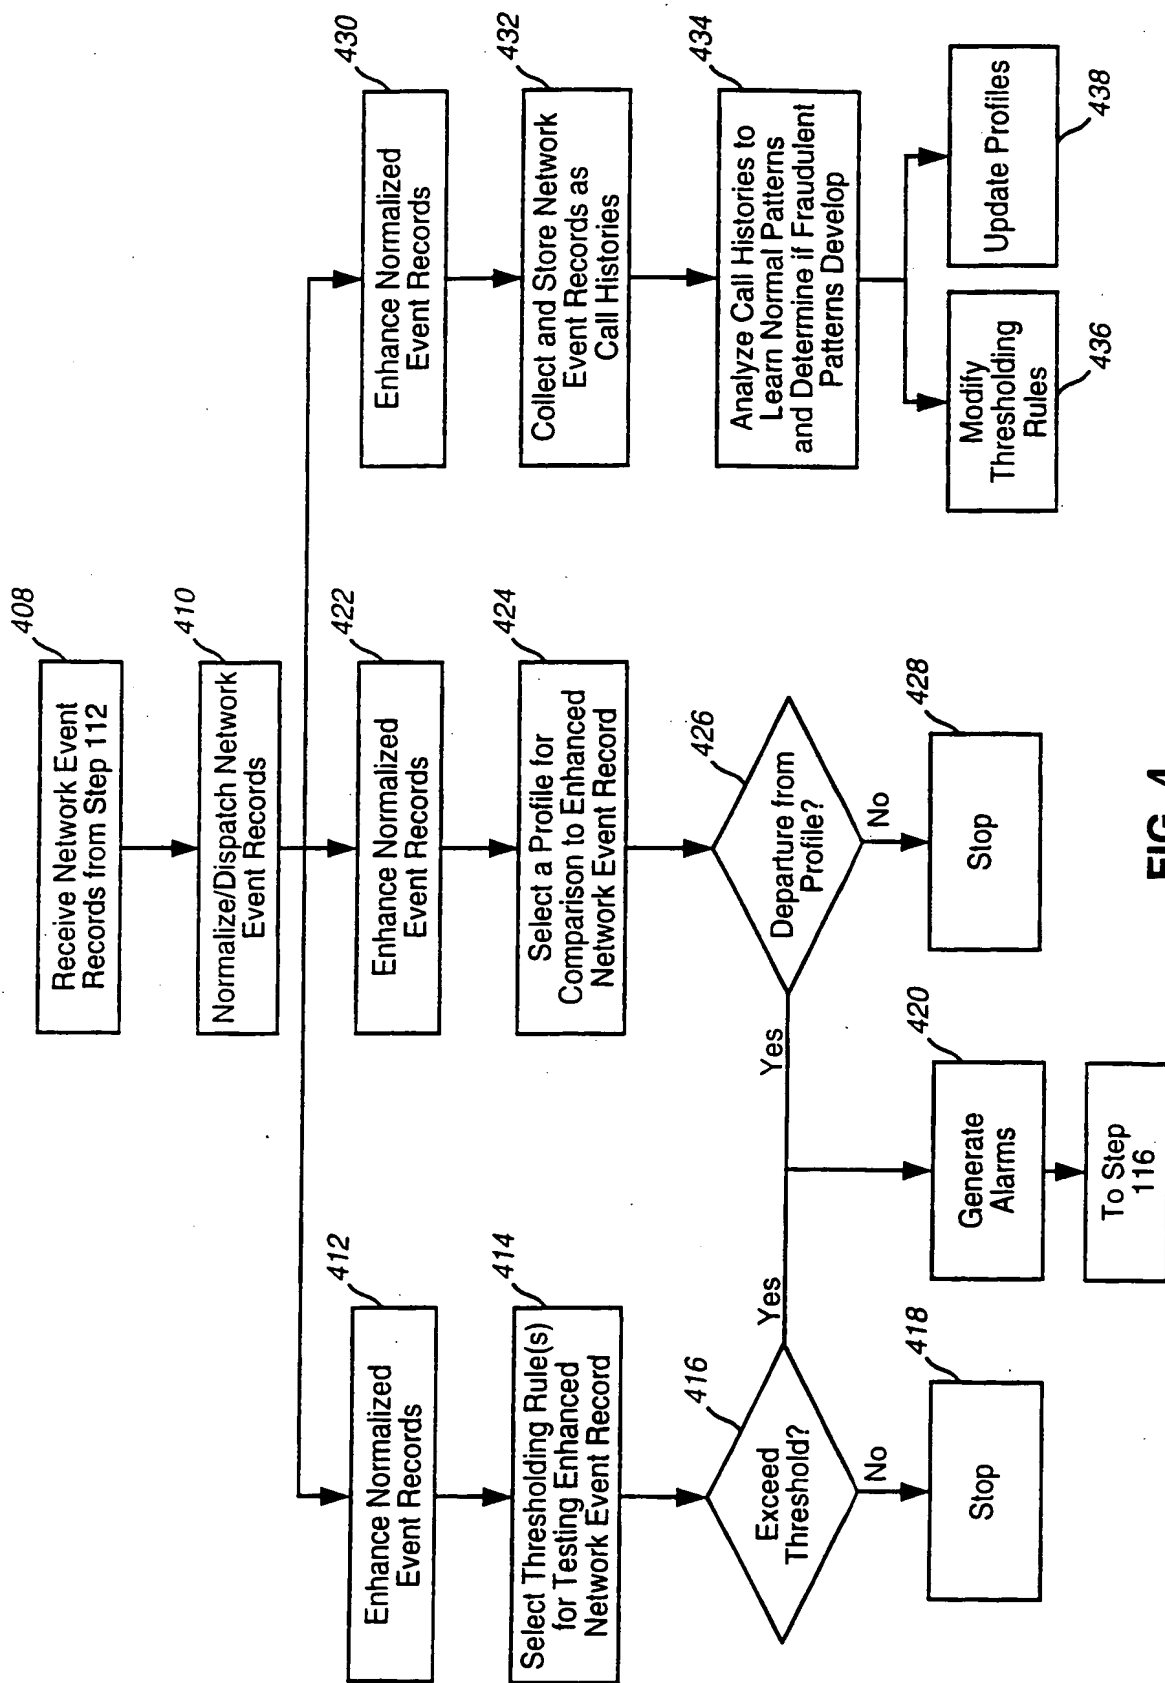 408
Receive Network Event
Records from Step 112
410
Normalize/Dispatch Network
Event Records
412
Enhance Normalized
Event Records
414
Select Thresholding Rule(s)
for Testing Enhanced
Network Event Record
416
Exceed
Threshold?
Yes
No
418
Stop
422
Enhance Normalized
Event Records
424
Select a Profile for
Comparison to Enhanced
Network Event Record
426
Departure from
Profile?
Yes
No
428
Stop
420
Generate
Alarms
To Step
116
430
Enhance Normalized
Event Records
432
Collect and Store Network
Event Records as
Call Histories
434
Analyze Call Histories to
Learn Normal Patterns
and Determine if Fraudulent
Patterns Develop
Modify
Thresholding
Rules
436
Update Profiles
438
FIG. 4